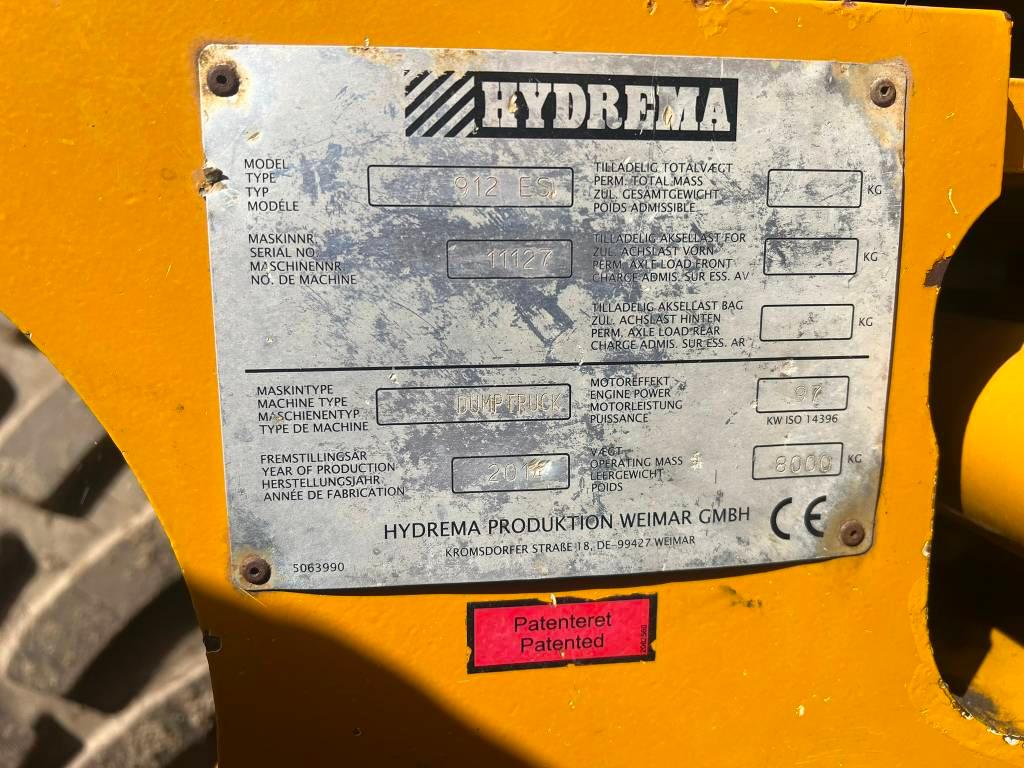 HYDREMA
MODEL
TYPE
TYP
MODÉLE
912 ES
TILLADELIG TOTALVÆGT
PERM. TOTAL MASS
ZUL. GESAMTGEWICHT
POIDS ADMISSIBLE
KG
MASKINNR.
SERIAL NO.
MASCHINENNR.
NO. DE MACHINE
11127
TILLADELIG AKSELLAST FOR
ZUL. ACHSLAST VORN
PERM. AXLE LOAD FRONT
CHARGE ADMIS. SUR ESS. AV
KG
TILLADELIG AKSELLAST BAG
ZUL. ACHSLAST HINTEN
PERM. AXLE LOAD REAR
CHARGE ADMIS. SUR ESS. AR
KG
MASKINTYPE
MACHINE TYPE
MASCHIENENTYP
TYPE DE MACHINE
DUMPTRUCK
MOTOREFFEKT
ENGINE POWER
MOTORLEISTUNG
PUISSANCE
97
KW ISO 14396
FREMSTILLINGSÅR
YEAR OF PRODUCTION
HERSTELLUNGSJAHR
ANNÉE DE FABRICATION
VÆGT
OPERATING MASS
LEERGEWICHT
POIDS
8000 KG
HYDREMA PRODUKTION WEIMAR GMBH
CE
KROMSDORFER STRAßE 18, DE-99427 WEIMAR
5063990
Patenteret
Patented